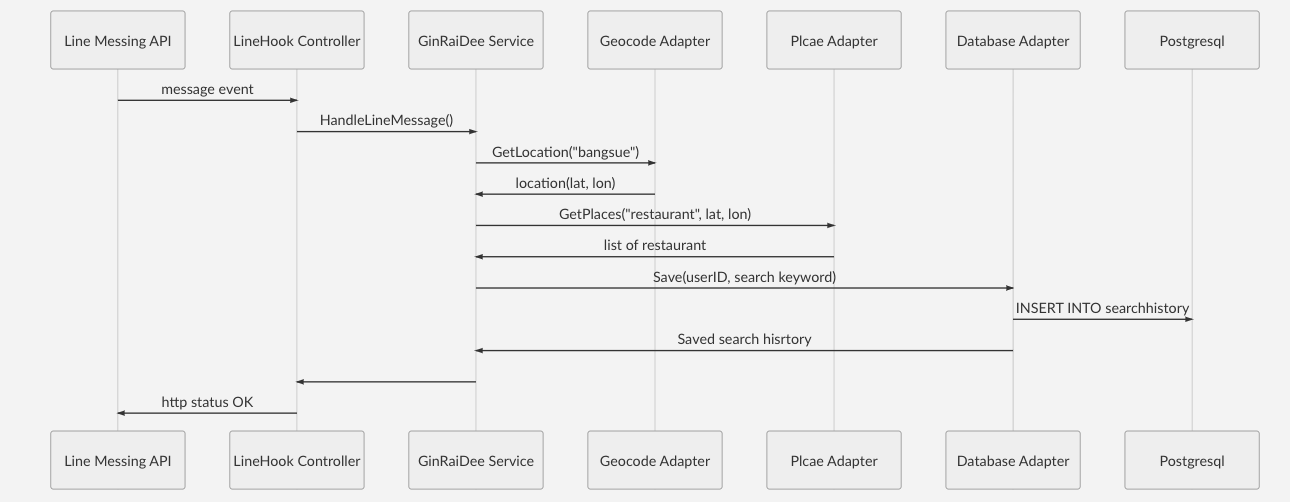 Line Messing API
LineHook Controller
GinRaiDee Service
Geocode Adapter
Plcae Adapter
Database Adapter
Postgresql
message event
HandleLineMessage()
GetLocation("bangsue")
location(lat, lon)
GetPlaces("restaurant", lat, lon)
list of restaurant
Save(userID, search keyword)
INSERT INTO searchhistory
Saved search hisrtory
http status OK
Line Messing API
LineHook Controller
GinRaiDee Service
Geocode Adapter
Plcae Adapter
Database Adapter
Postgresql